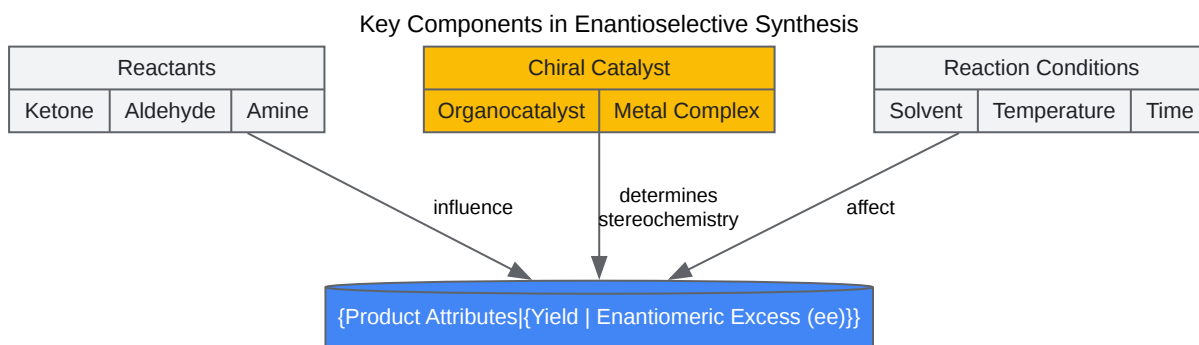 Key Components in Enantioselective Synthesis
Reactants
Ketone
Aldehyde
Amine
Chiral Catalyst
Organocatalyst
Metal Complex
Reaction Conditions
Solvent
Temperature
Time
influence
determines
stereochemistry
affect
{Product Attributes|{Yield | Enantiomeric Excess (ee)}}